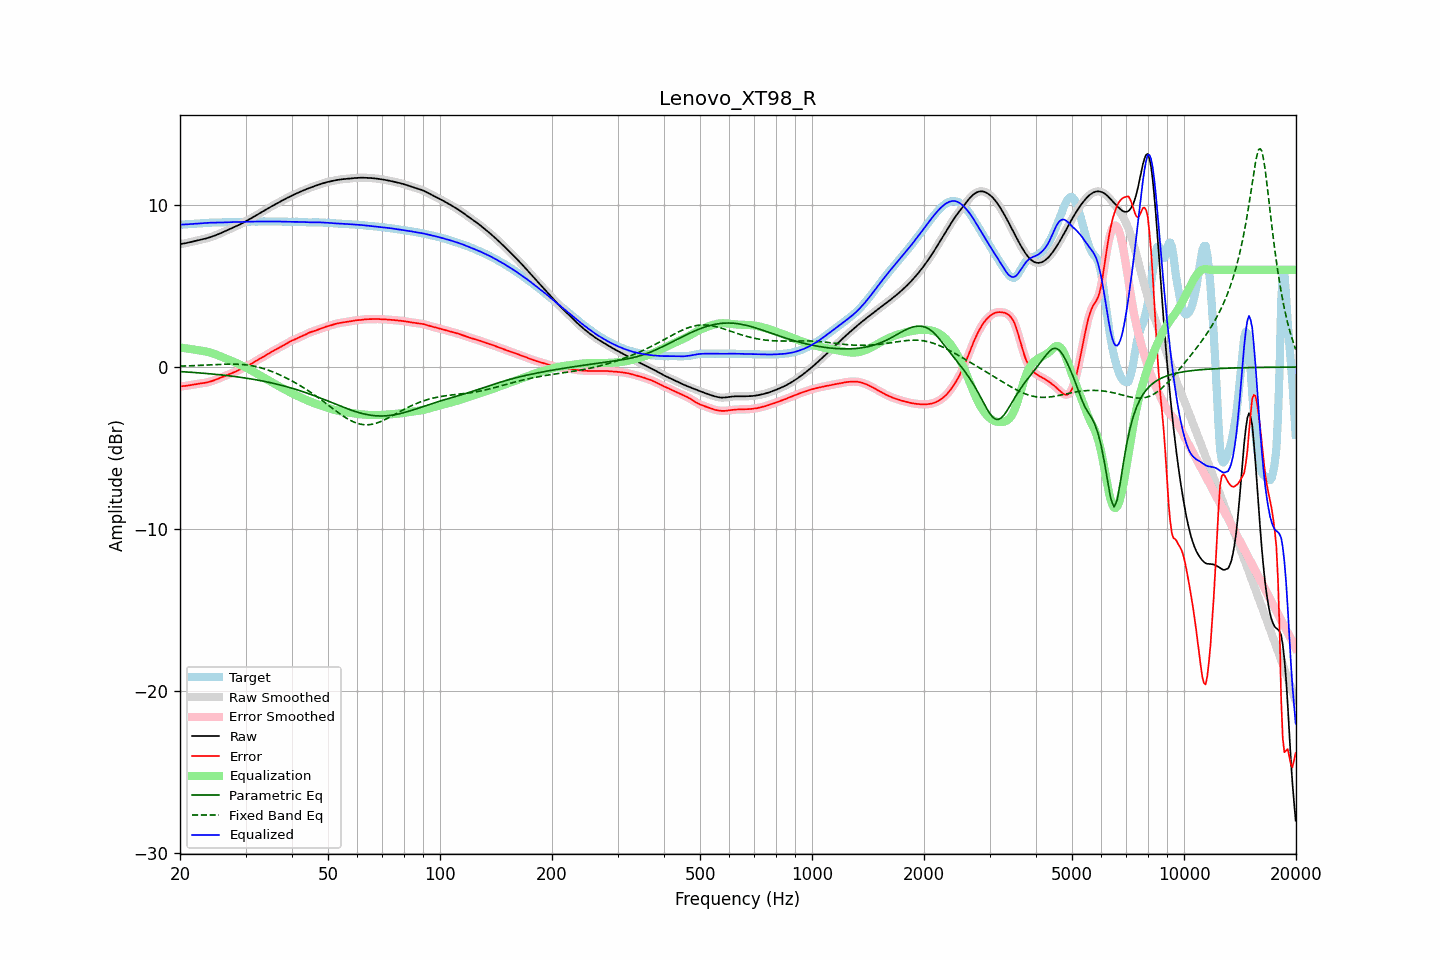 Lenovo_XT98_R
Amplitude (dBr)
10
0
−10
−20
−30
Target
Raw Smoothed
Error Smoothed
Raw
Error
Equalization
Parametric Eq
Fixed Band Eq
Equalized
20 50 100 200 500 1000 2000 5000 10000 20000
Frequency (Hz)